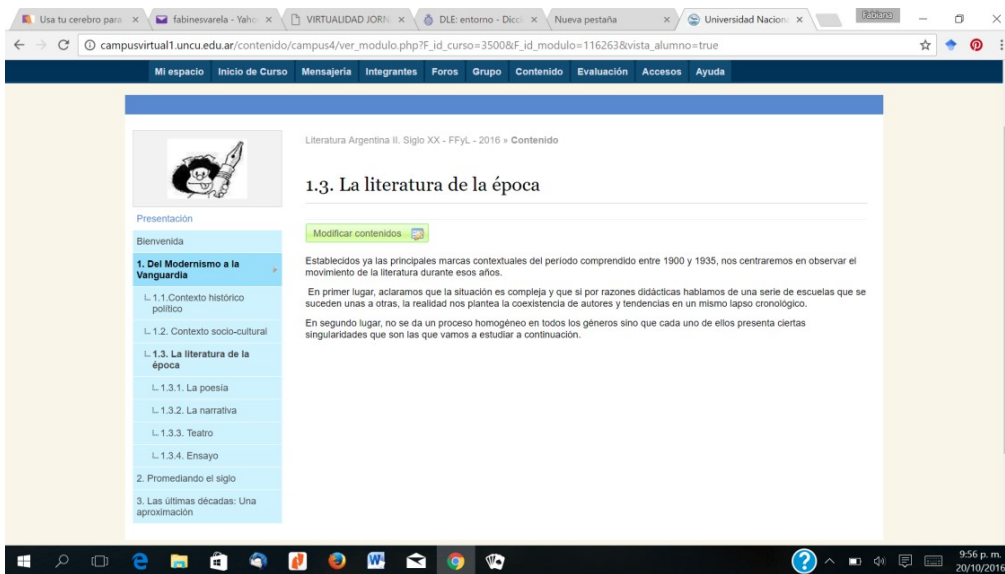 Usa tu cerebro para
fabinesvarela - Yaho
VIRTUALIDAD JORN
DLE: entorno - Dicci
Nueva pestaña
Universidad Nacion
Fabiana
campusvirtual1.uncu.edu.ar/contenido/campus4/ver_modulo.php?F_id_curso=3500&F_id_modulo=116263&vista_alumno=true
Mi espacio Inicio de Curso Mensajería Integrantes Foros Grupo Contenido Evaluación Accesos Ayuda
Literatura Argentina II. Siglo XX - FFyL - 2016 » Contenido
1.3. La literatura de la época
Presentación
Bienvenida
1. Del Modernismo a la
Vanguardia
1.1.Contexto histórico
político
1.2. Contexto socio-cultural
1.3. La literatura de la
época
1.3.1. La poesía
1.3.2. La narrativa
1.3.3. Teatro
1.3.4. Ensayo
2. Promediando el siglo
3. Las últimas décadas: Una
aproximación
Modificar contenidos
Establecidos ya las principales marcas contextuales del período comprendido entre 1900 y 1935, nos centraremos en observar el
movimiento de la literatura durante esos años.
En primer lugar, aclaramos que la situación es compleja y que si por razones didácticas hablamos de una serie de escuelas que se
suceden unas a otras, la realidad nos plantea la coexistencia de autores y tendencias en un mismo lapso cronológico.
En segundo lugar, no se da un proceso homogéneo en todos los géneros sino que cada uno de ellos presenta ciertas
singularidades que son las que vamos a estudiar a continuación.
9:56 p. m.
20/10/2016